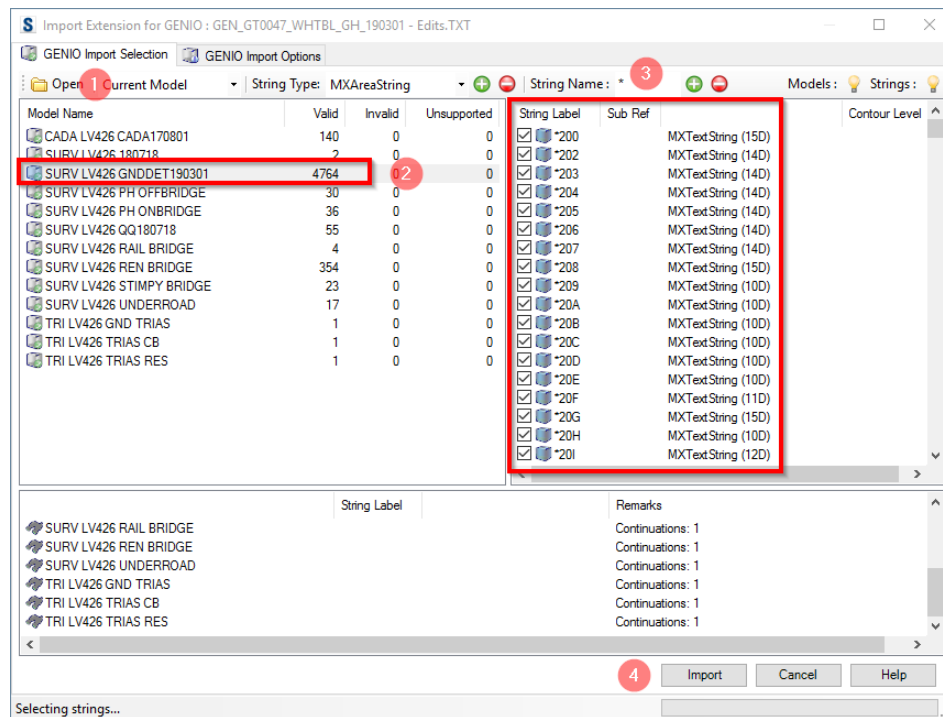 S Import Extension for GENIO : GEN_GT0047_WHTBL_GH_190301 - Edits.TXT
GENIO Import Selection GENIO Import Options
Open 1 Current Model String Type: MXAreaString String Name : * 3 Models : Strings :
Model Name Valid Invalid Unsupported String Label Sub Ref Contour Level
CADA LV426 CADA170801 140 0 0 *200 MXTextString (15D)
SURV LV426 180718 2 0 0 *202 MXTextString (14D)
SURV LV426 GNDDET190301 4764 0 2 0 *203 MXTextString (14D)
SURV LV426 PH OFFBRIDGE 30 0 0 *204 MXTextString (14D)
SURV LV426 PH ONBRIDGE 36 0 0 *205 MXTextString (14D)
SURV LV426 QQ180718 55 0 0 *206 MXTextString (14D)
SURV LV426 RAIL BRIDGE 4 0 0 *207 MXTextString (14D)
SURV LV426 REN BRIDGE 354 0 0 *208 MXTextString (15D)
SURV LV426 STIMPY BRIDGE 23 0 0 *209 MXTextString (10D)
SURV LV426 UNDERROAD 17 0 0 *20A MXTextString (10D)
TRI LV426 GND TRIAS 1 0 0 *20B MXTextString (10D)
TRI LV426 TRIAS CB 1 0 0 *20C MXTextString (10D)
TRI LV426 TRIAS RES 1 0 0 *20D MXTextString (10D)
*20E MXTextString (10D)
*20F MXTextString (11D)
*20G MXTextString (15D)
*20H MXTextString (10D)
*20I MXTextString (12D)
String Label Remarks
SURV LV426 RAIL BRIDGE Continuations: 1
SURV LV426 REN BRIDGE Continuations: 1
SURV LV426 UNDERROAD Continuations: 1
TRI LV426 GND TRIAS Continuations: 1
TRI LV426 TRIAS CB Continuations: 1
TRI LV426 TRIAS RES Continuations: 1
4 Import Cancel Help
Selecting strings...